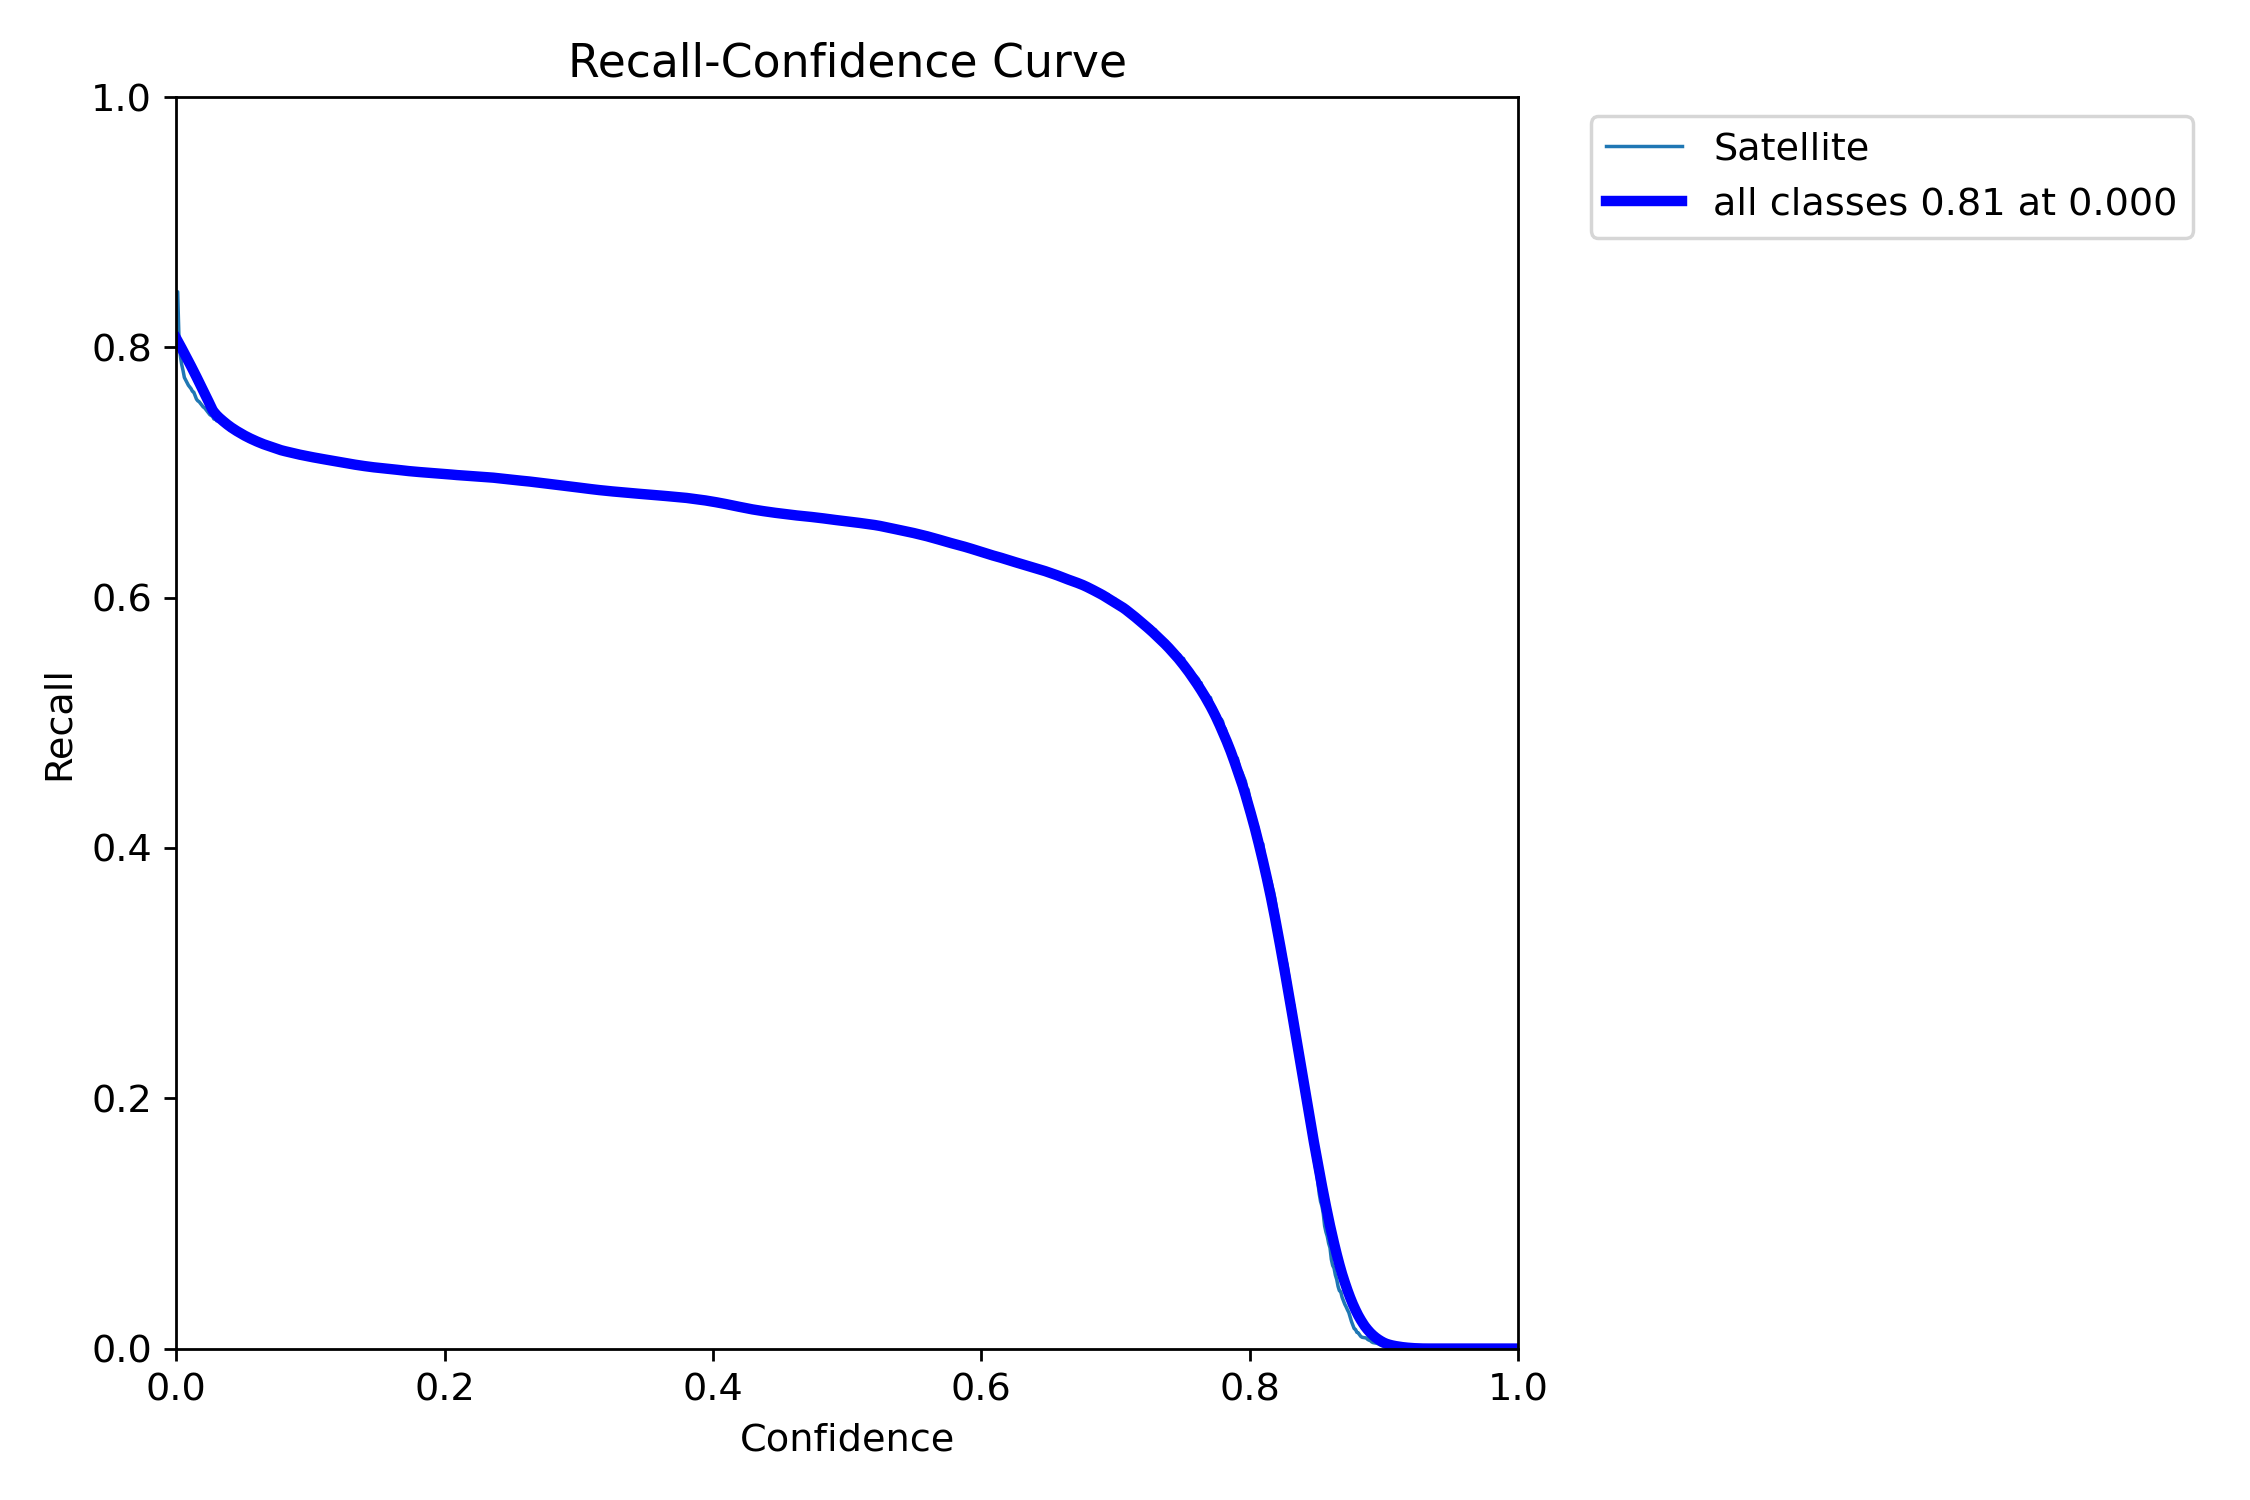 Recall-Confidence Curve
Satellite
all classes 0.81 at 0.000
1.0
0.8
0.6
0.4
0.2
0.0
Recall
0.0 0.2 0.4 0.6 0.8 1.0
Confidence